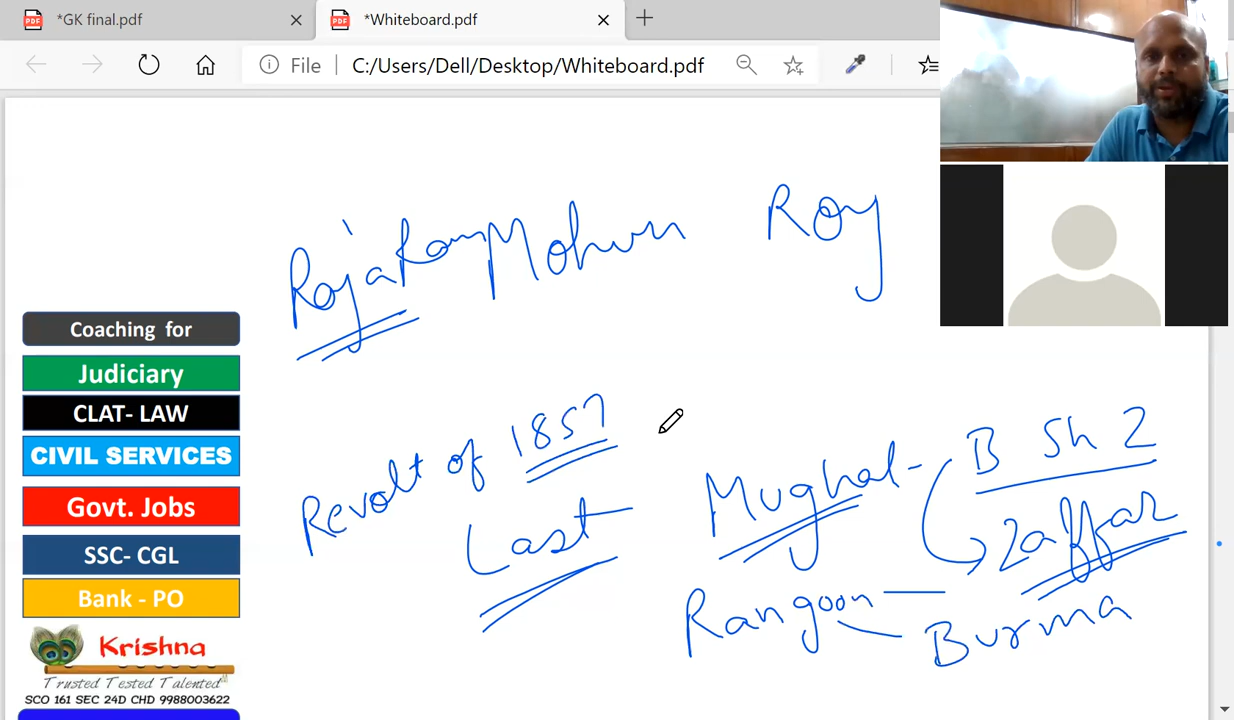 *GK final.pdf
*Whiteboard.pdf
File C:/Users/Dell/Desktop/Whiteboard.pdf
Raja Ram Mohun Roy
Coaching for
Judiciary
CLAT- LAW
CIVIL SERVICES
Govt. Jobs
SSC- CGL
Bank - PO
Krishna
Trusted Tested Talented
SCO 161 SEC 24D CHD 9988003622
Revolt of 1857
Last Mughal - B Sh Z
Zaffar
Rangoon — Burma